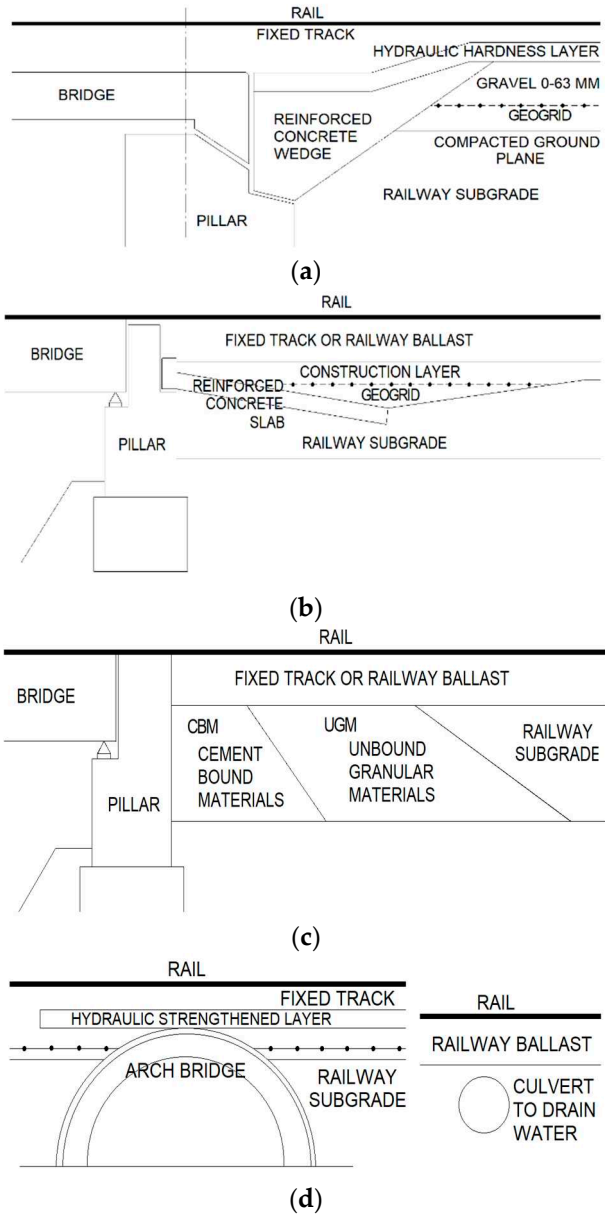 RAIL
FIXED TRACK
HYDRAULIC HARDNESS LAYER
BRIDGE
GRAVEL 0-63 MM
REINFORCED
CONCRETE
WEDGE
GEOGRID
COMPACTED GROUND
PLANE
RAILWAY SUBGRADE
PILLAR
(a)
RAIL
BRIDGE
FIXED TRACK OR RAILWAY BALLAST
CONSTRUCTION LAYER
REINFORCED
CONCRETE
SLAB
GEOGRID
PILLAR
RAILWAY SUBGRADE
(b)
RAIL
BRIDGE
FIXED TRACK OR RAILWAY BALLAST
CBM
CEMENT
BOUND
MATERIALS
UGM
UNBOUND
GRANULAR
MATERIALS
RAILWAY
SUBGRADE
PILLAR
(c)
RAIL
FIXED TRACK
HYDRAULIC STRENGTHENED LAYER
ARCH BRIDGE
RAILWAY
SUBGRADE
RAIL
RAILWAY BALLAST
CULVERT
TO DRAIN
WATER
(d)